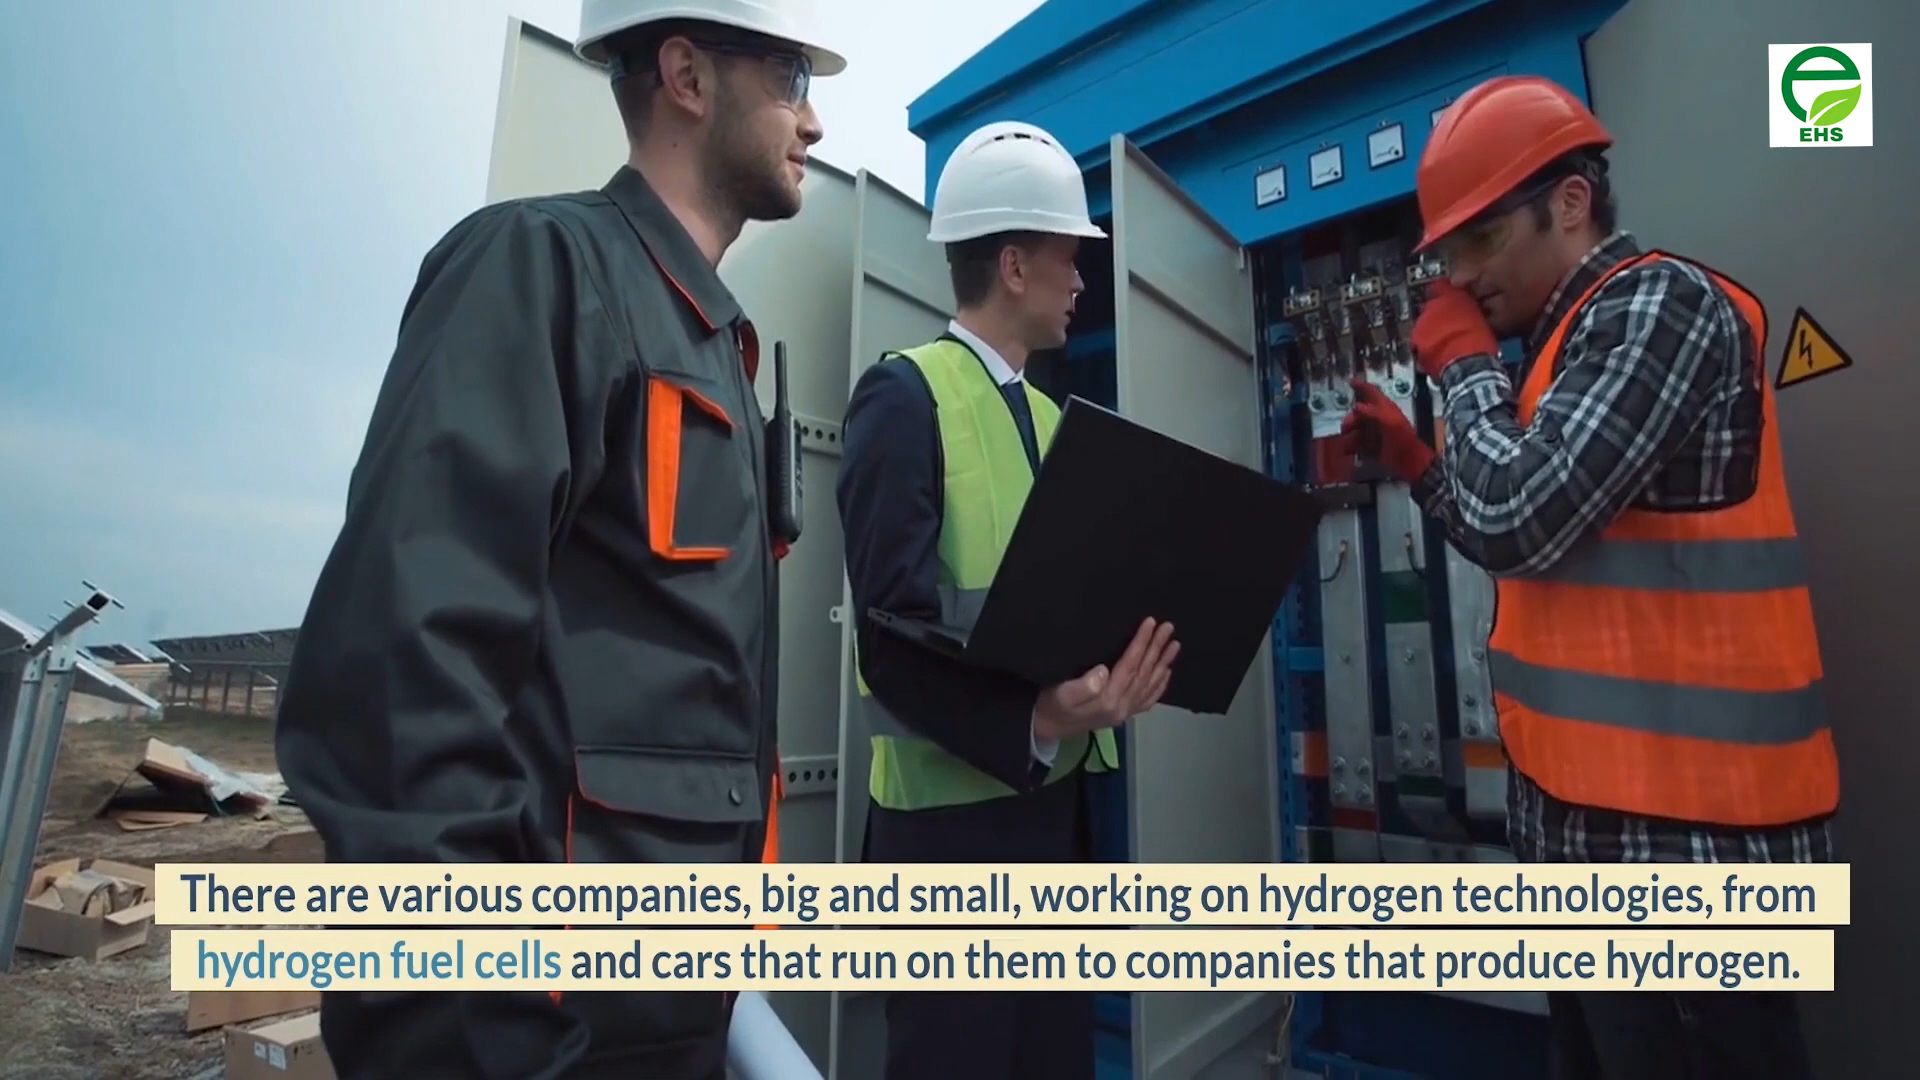 EHS
There are various companies, big and small, working on hydrogen technologies, from
hydrogen fuel cells and cars that run on them to companies that produce hydrogen.